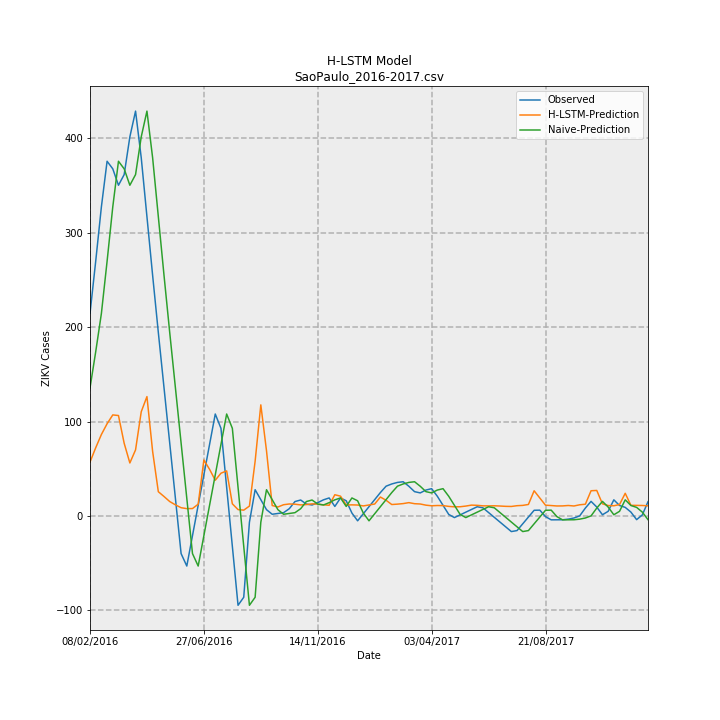 H-LSTM Model
SaoPaulo_2016-2017.csv
Observed
H-LSTM-Prediction
Naive-Prediction
400
300
200
100
0
−100
ZIKV Cases
08/02/2016
27/06/2016
14/11/2016
03/04/2017
21/08/2017
Date